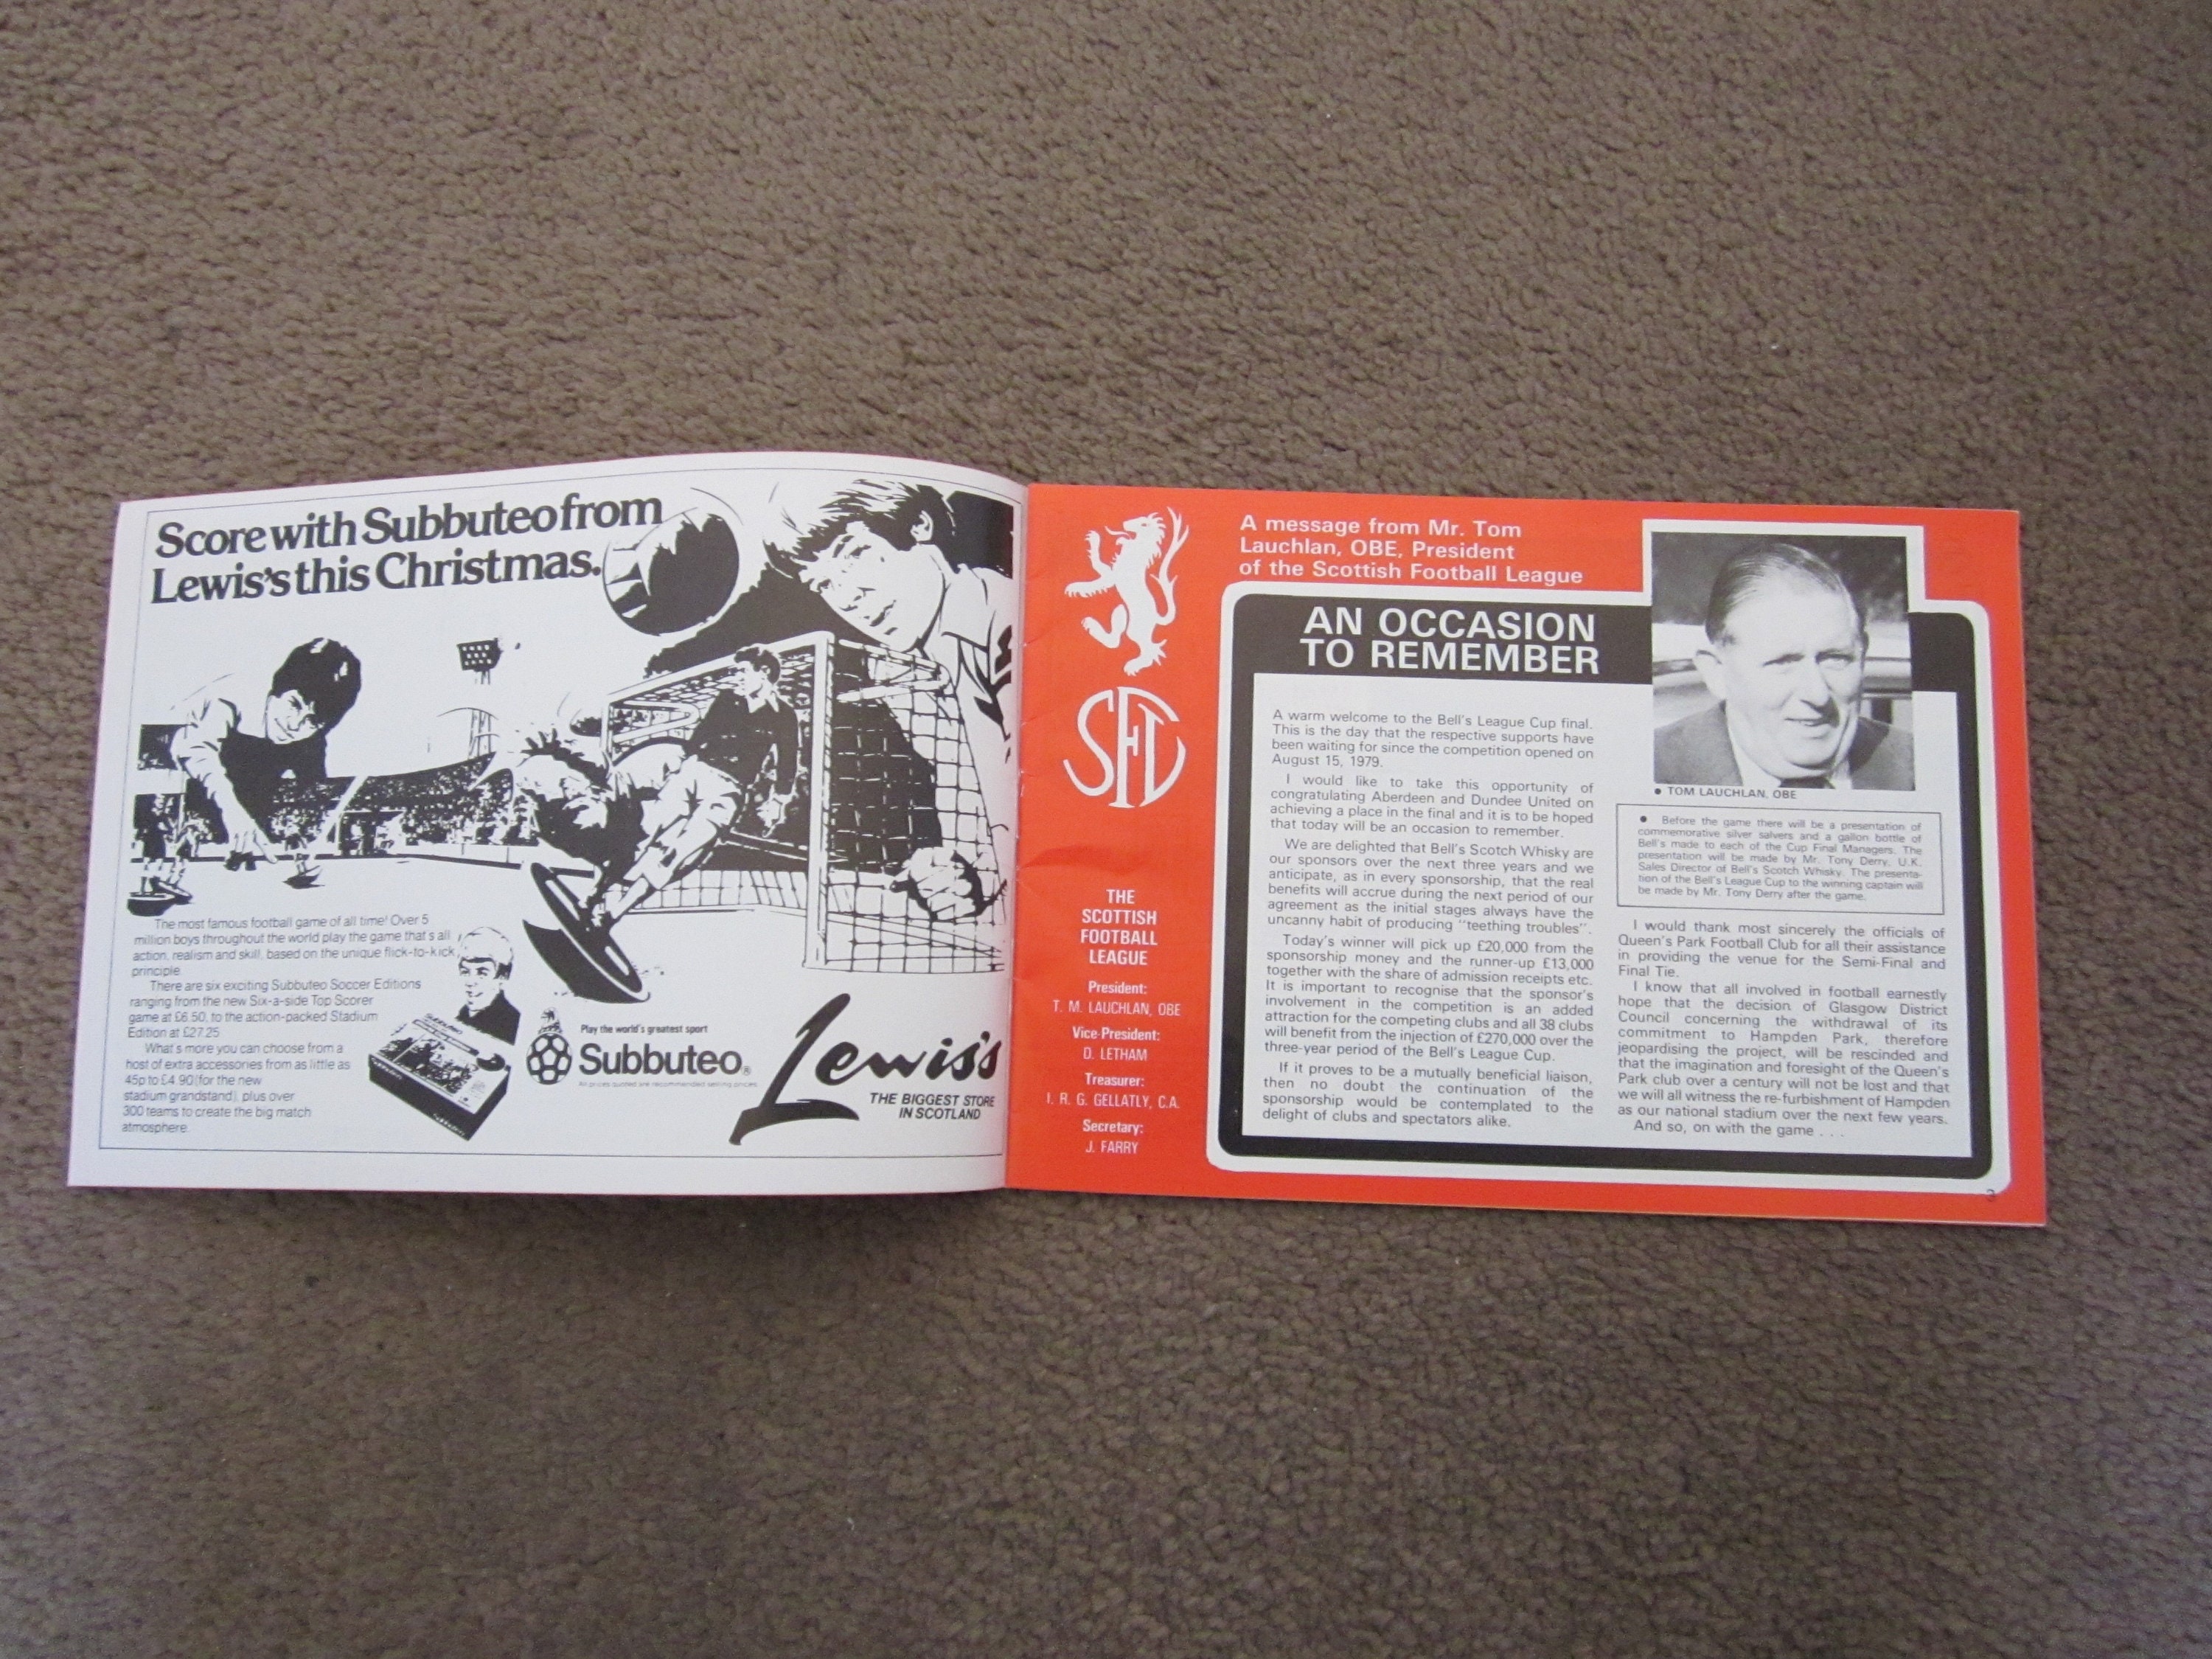 Score with Subbuteo from
Lewis's this Christmas.
The most famous football game of all time! Over 5
million boys throughout the world play the game that's all
action, realism and skill, based on the unique flick-to-kick
principle.
There are six exciting Subbuteo Soccer Editions
ranging from the new Six-a-side Top Scorer
game at £6.50, to the action-packed Stadium
Edition at £27.25
What's more you can choose from a
host of extra accessories from as little as
45p to £4.90 (for the new
stadium grandstand), plus over
300 teams to create the big match
atmosphere.
Play the world's greatest sport
Subbuteo®
All prices quoted are recommended selling prices
Lewis's
THE BIGGEST STORE
IN SCOTLAND
SFL
THE
SCOTTISH
FOOTBALL
LEAGUE
President:
T. M. LAUCHLAN, OBE
Vice-President:
D. LETHAM
Treasurer:
I. R. G. GELLATLY, C.A.
Secretary:
J. FARRY
A message from Mr. Tom
Lauchlan, OBE, President
of the Scottish Football League
AN OCCASION
TO REMEMBER
A warm welcome to the Bell's League Cup final.
This is the day that the respective supports have
been waiting for since the competition opened on
August 15, 1979.
I would like to take this opportunity of
congratulating Aberdeen and Dundee United on
achieving a place in the final and it is to be hoped
that today will be an occasion to remember.
We are delighted that Bell's Scotch Whisky are
our sponsors over the next three years and we
anticipate, as in every sponsorship, that the real
benefits will accrue during the next period of our
agreement as the initial stages always have the
uncanny habit of producing "teething troubles".
Today's winner will pick up £20,000 from the
sponsorship money and the runner-up £13,000
together with the share of admission receipts etc.
It is important to recognise that the sponsor's
involvement in the competition is an added
attraction for the competing clubs and all 38 clubs
will benefit from the injection of £270,000 over the
three-year period of the Bell's League Cup.
If it proves to be a mutually beneficial liaison,
then no doubt the continuation of the
sponsorship would be contemplated to the
delight of clubs and spectators alike.
● TOM LAUCHLAN, OBE
● Before the game there will be a presentation of
commemorative silver salvers and a gallon bottle of
Bell's made to each of the Cup Final Managers. The
presentation will be made by Mr. Tony Derry, U.K.
Sales Director of Bell's Scotch Whisky. The presenta-
tion of the Bell's League Cup to the winning captain will
be made by Mr. Tony Derry after the game.
I would thank most sincerely the officials of
Queen's Park Football Club for all their assistance
in providing the venue for the Semi-Final and
Final Tie.
I know that all involved in football earnestly
hope that the decision of Glasgow District
Council concerning the withdrawal of its
commitment to Hampden Park, therefore
jeopardising the project, will be rescinded and
that the imagination and foresight of the Queen's
Park club over a century will not be lost and that
we will all witness the re-furbishment of Hampden
as our national stadium over the next few years.
And so, on with the game . . .
3